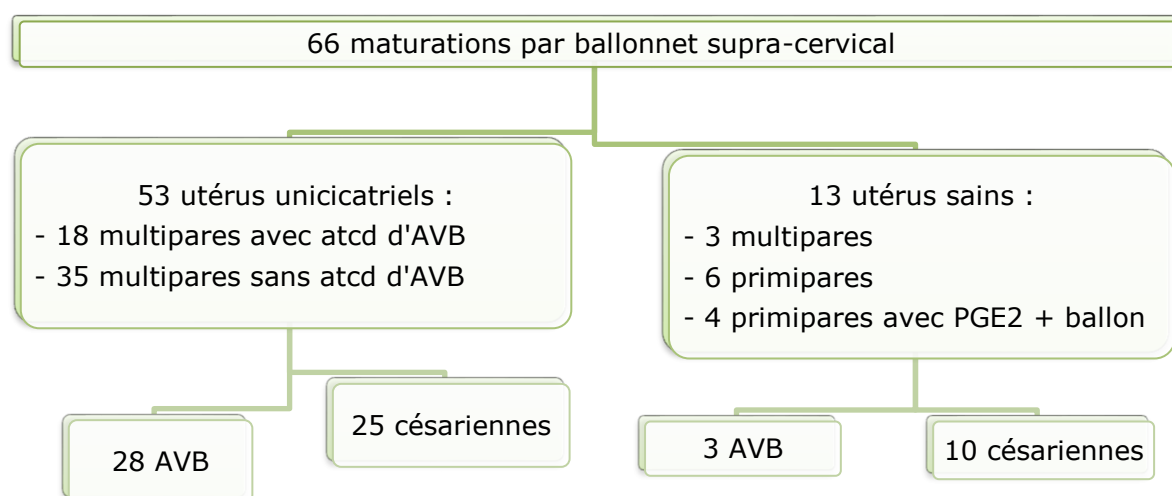 66 maturations par ballonnet supra-cervical
53 utérus unicicatriels :
- 18 multipares avec atcd d'AVB
- 35 multipares sans atcd d'AVB
13 utérus sains :
- 3 multipares
- 6 primipares
- 4 primipares avec PGE2 + ballon
28 AVB
25 césariennes
3 AVB
10 césariennes